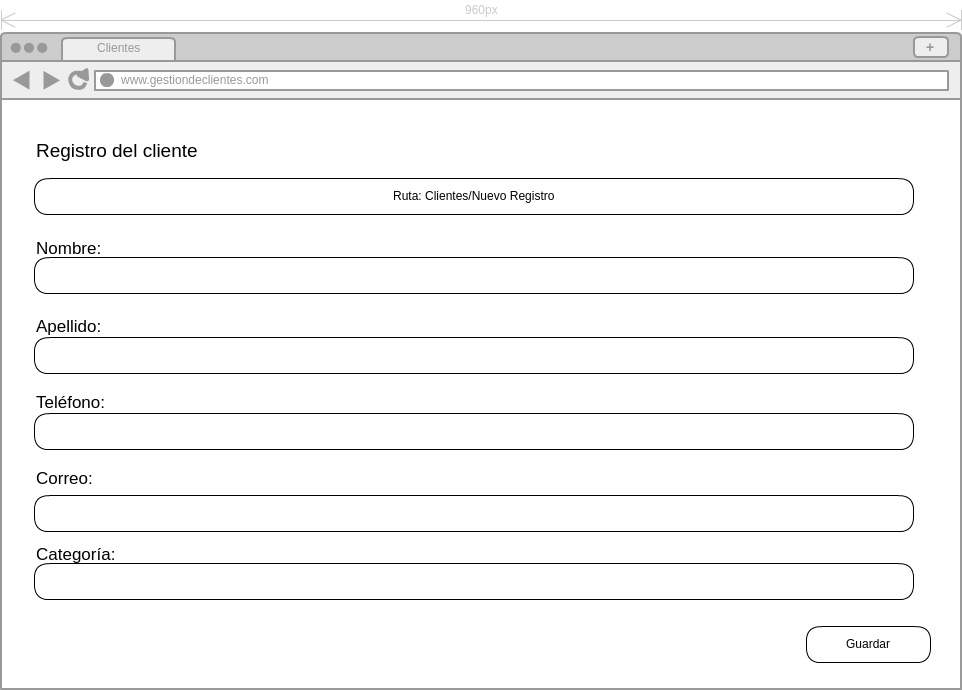 960px
Clientes
+
www.gestiondeclientes.com
Registro del cliente
Ruta: Clientes/Nuevo Registro
Nombre:
Apellido:
Teléfono:
Correo:
Categoría:
Guardar